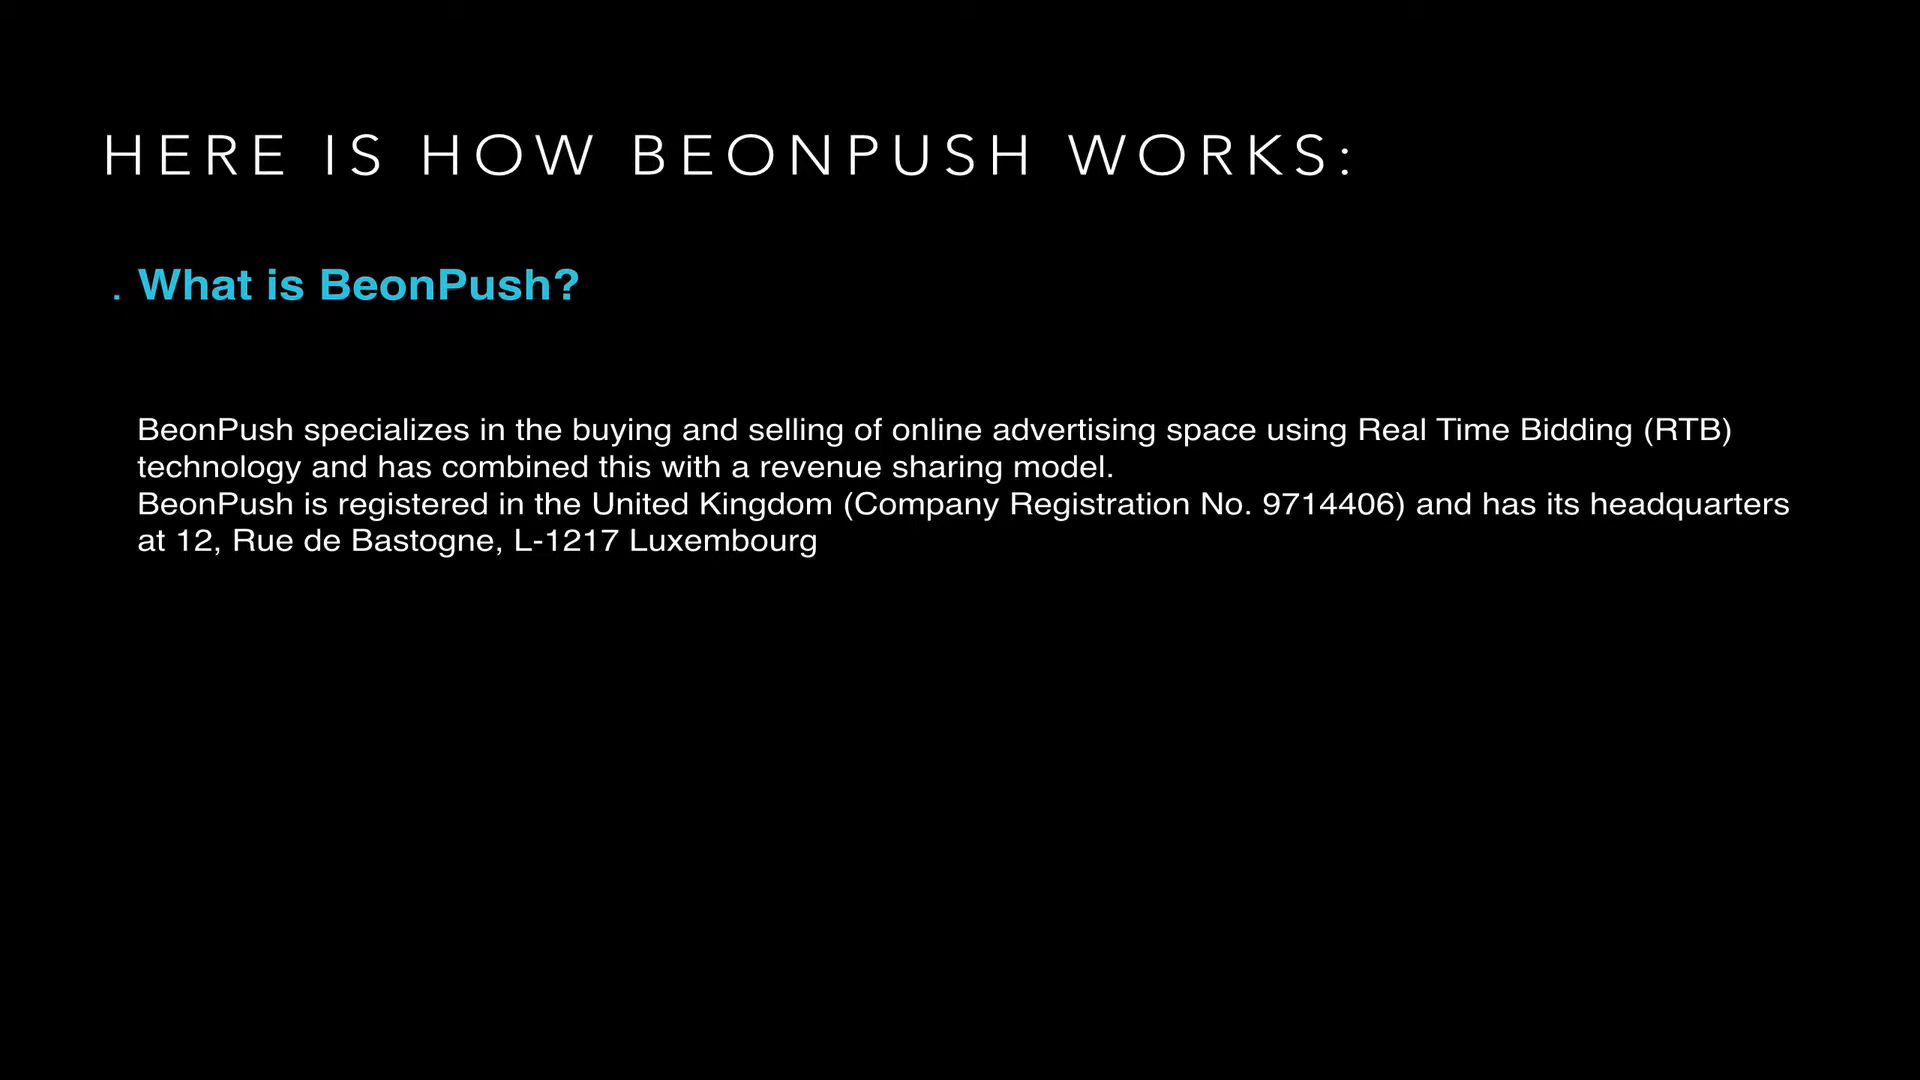 HERE IS HOW BEONPUSH WORKS:
. What is BeonPush?
BeonPush specializes in the buying and selling of online advertising space using Real Time Bidding (RTB)
technology and has combined this with a revenue sharing model.
BeonPush is registered in the United Kingdom (Company Registration No. 9714406) and has its headquarters
at 12, Rue de Bastogne, L-1217 Luxembourg